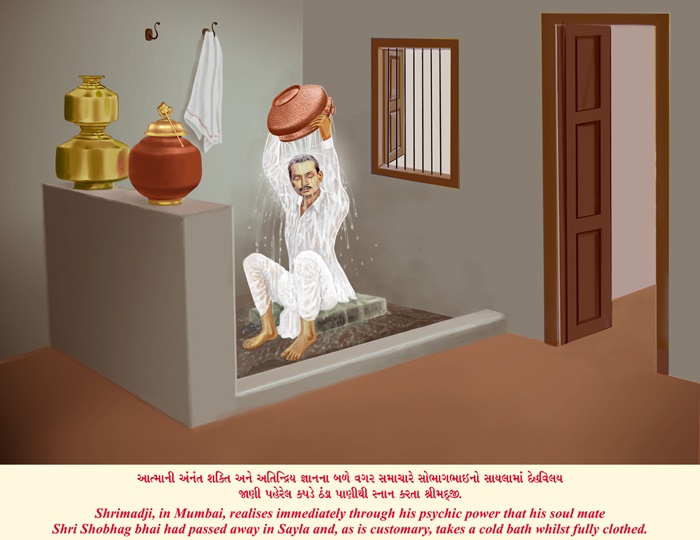 આત્માની અંનંત શક્તિ અને અતિન્દ્રિય જ્ઞાનના બળે વગર સમાચારે સોભાગભાઇનો સાયલામાં દેહવિલય
જાણી પહેરેલ કપડે ઠંડા પાણીથી સ્નાન કરતા શ્રીમદ્જી.
Shrimadji, in Mumbai, realises immediately through his psychic power that his soul mate
Shri Shobhag bhai had passed away in Sayla and, as is customary, takes a cold bath whilst fully clothed.